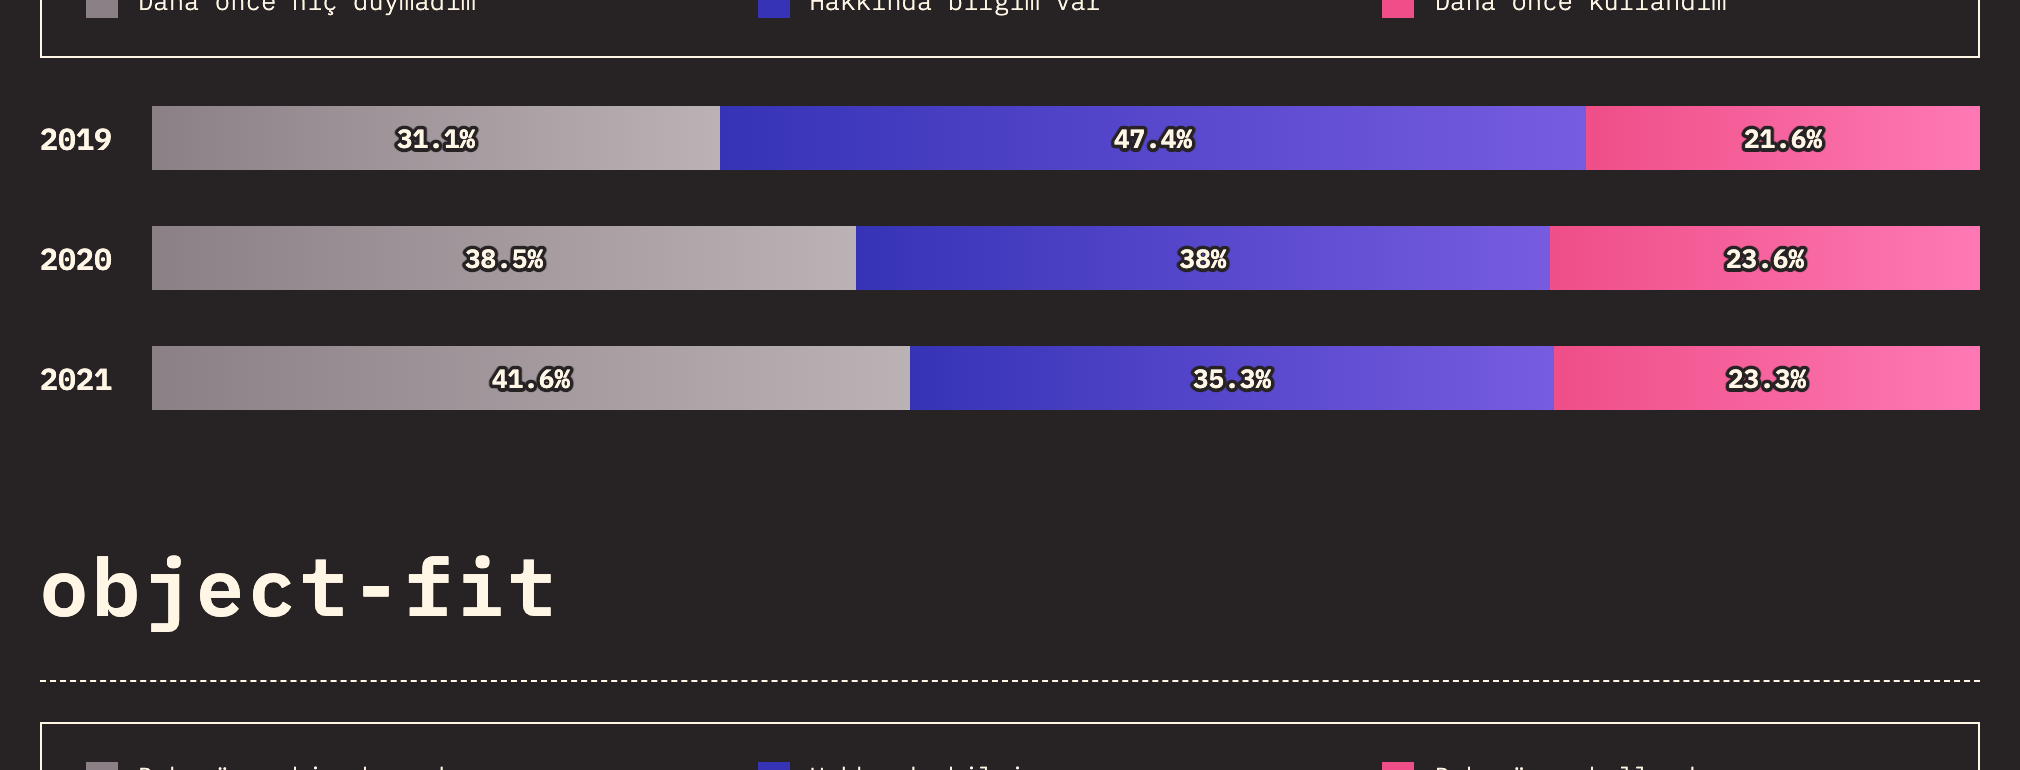 Daha önce hiç duymadım Hakkında bilgim var Daha önce kullandım
2019 31.1% 47.4% 21.6%
2020 38.5% 38% 23.6%
2021 41.6% 35.3% 23.3%
object-fit